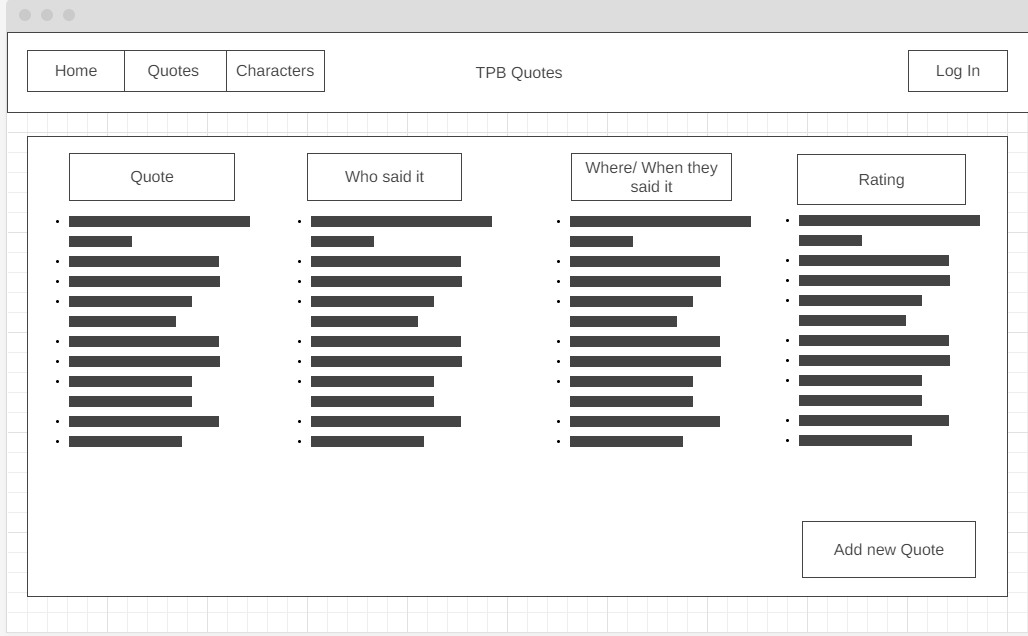 Home
Quotes
Characters
TPB Quotes
Log In
Quote
Who said it
Where/ When they
said it
Rating
Add new Quote